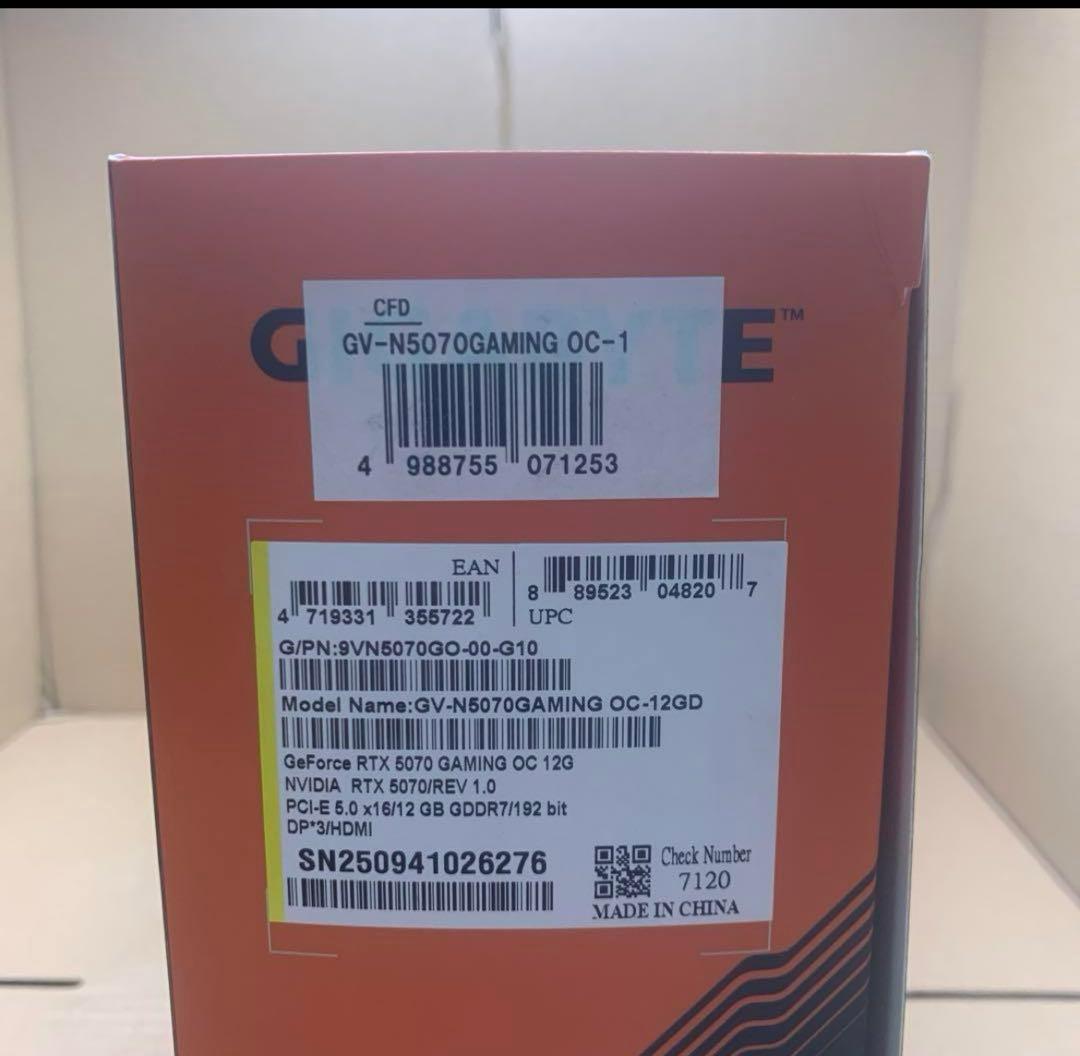 CFD
GIGABYTE™
GV-N5070GAMING OC-1
4 988755 071253
EAN
4 719331 355722
8 89523 04820 7
UPC
G/PN:9VN5070GO-00-G10
Model Name:GV-N5070GAMING OC-12GD
GeForce RTX 5070 GAMING OC 12G
NVIDIA RTX 5070/REV 1.0
PCI-E 5.0 x16/12 GB GDDR7/192 bit
DP*3/HDMI
SN250941026276
Check Number
7120
MADE IN CHINA